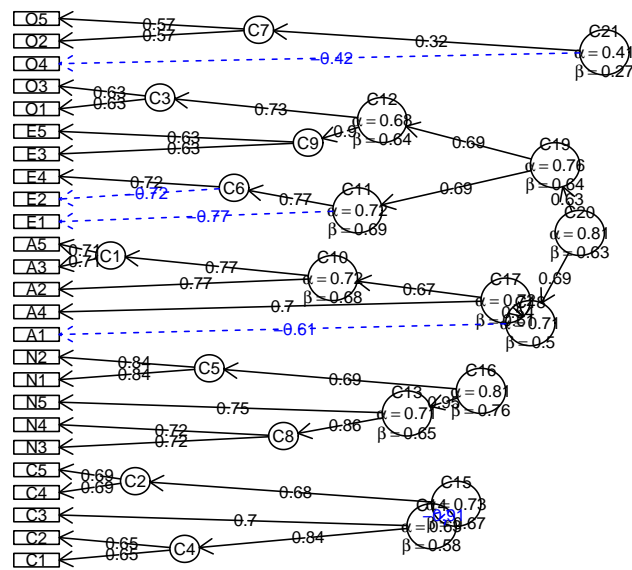 O5
O2
O4
O3
O1
E5
E3
E4
E2
E1
A5
A3
A2
A4
A1
N2
N1
N5
N4
N3
C5
C4
C3
C2
C1
C7
0.57
0.57
0.32
C21
α = 0.41
β = 0.27
−0.42
C3
0.63
0.63
0.73
C12
α = 0.68
β = 0.64
C9
0.63
0.63
0.69
C19
α = 0.76
β = 0.64
C6
0.72
−0.72
0.77
−0.77
C11
α = 0.72
β = 0.69
0.69
0.63
C20
α = 0.81
β = 0.63
C1
0.71
0.71
0.77
0.77
C10
α = 0.72
β = 0.68
0.67
C17
0.7
−0.61
0.69
β = 0.5
C5
0.84
0.84
0.69
C16
α = 0.81
β = 0.76
0.75
C13
α = 0.71
β = 0.65
0.95
C8
0.72
0.72
0.86
C2
0.69
0.69
0.68
C15
0.7
C4
0.65
0.65
0.84
C14
β = 0.58